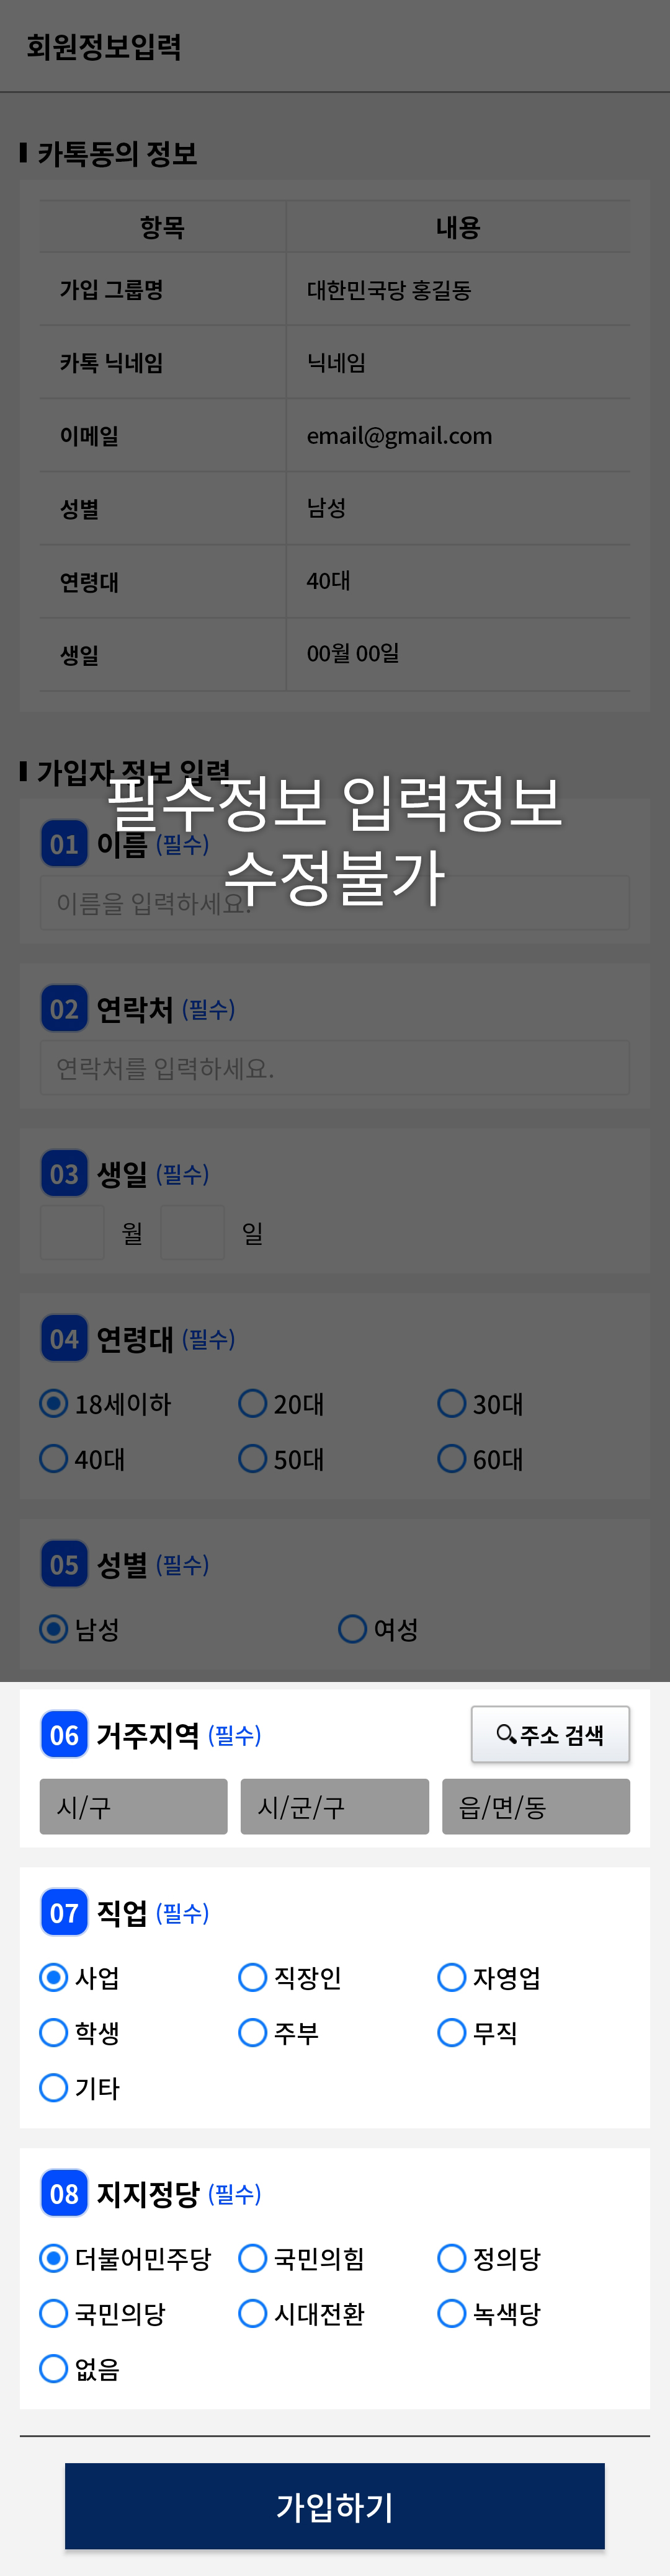 회원정보입력
카톡동의 정보
항목 내용
가입 그룹명 대한민국당 홍길동
카톡 닉네임 닉네임
이메일 email@gmail.com
성별 남성
연령대 40대
생일 00월 00일
가입자 정보 입력
필수정보 입력정보
수정불가
01 이름 (필수)
이름을 입력하세요.
02 연락처 (필수)
연락처를 입력하세요.
03 생일 (필수)
월 일
04 연령대 (필수)
18세이하 20대 30대
40대 50대 60대
05 성별 (필수)
남성 여성
06 거주지역 (필수) 주소 검색
시/구 시/군/구 읍/면/동
07 직업 (필수)
사업 직장인 자영업
학생 주부 무직
기타
08 지지정당 (필수)
더불어민주당 국민의힘 정의당
국민의당 시대전환 녹색당
없음
가입하기